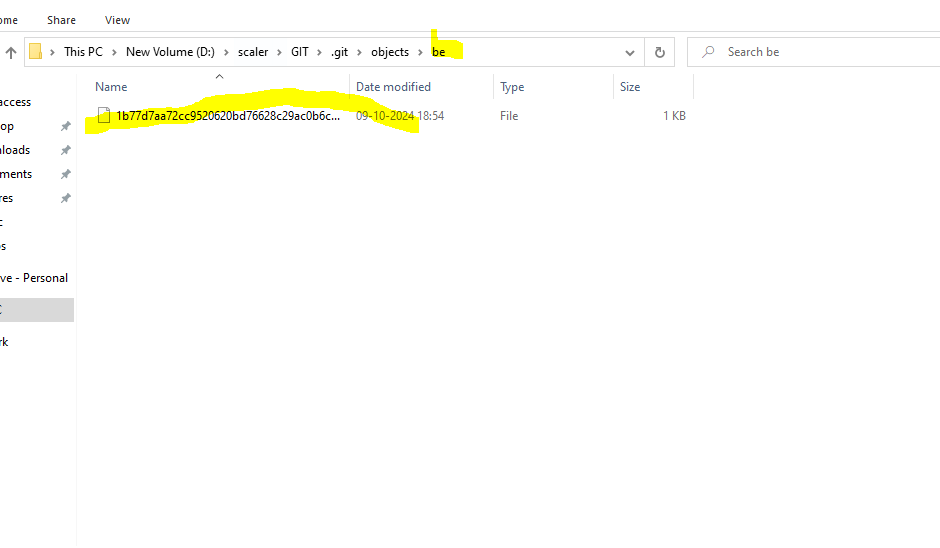 ome Share View
This PC > New Volume (D:) > scaler > GIT > .git > objects > be
Search be
Name Date modified Type Size
1b77d7aa72cc9520620bd76628c29ac0b6c... 09-10-2024 18:54 File 1 KB
access
op
nloads
ments
res
c
os
ve - Personal
C
rk